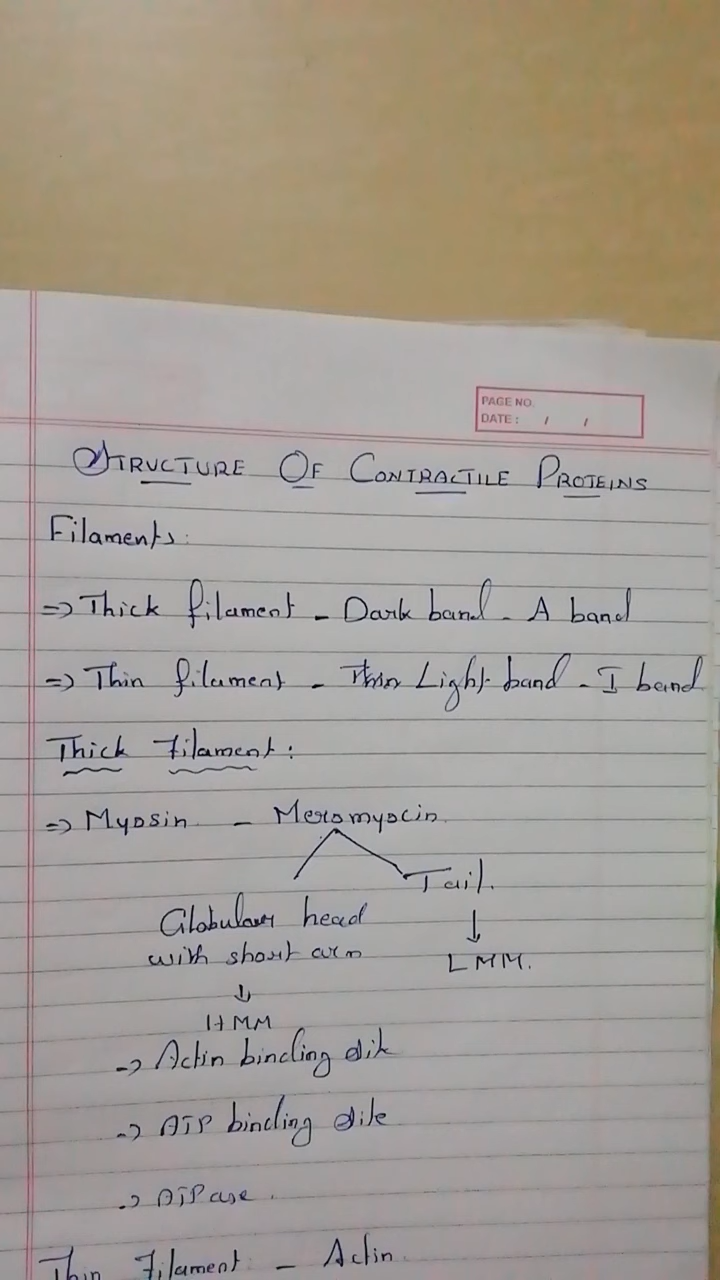 PAGE NO.
DATE: / /
STRUCTURE OF CONTRACTILE PROTEINS
Filaments:
=> Thick filament - Dark band - A band
=> Thin filament - Light band - I band
Thick Filament:
=> Myosin - Meromyocin
Tail.
Globular head
with short arm
↓
↓
LMM.
HMM
-> Actin binding site
-> ATP binding site
-> ATPase.
Thin Filament - Actin